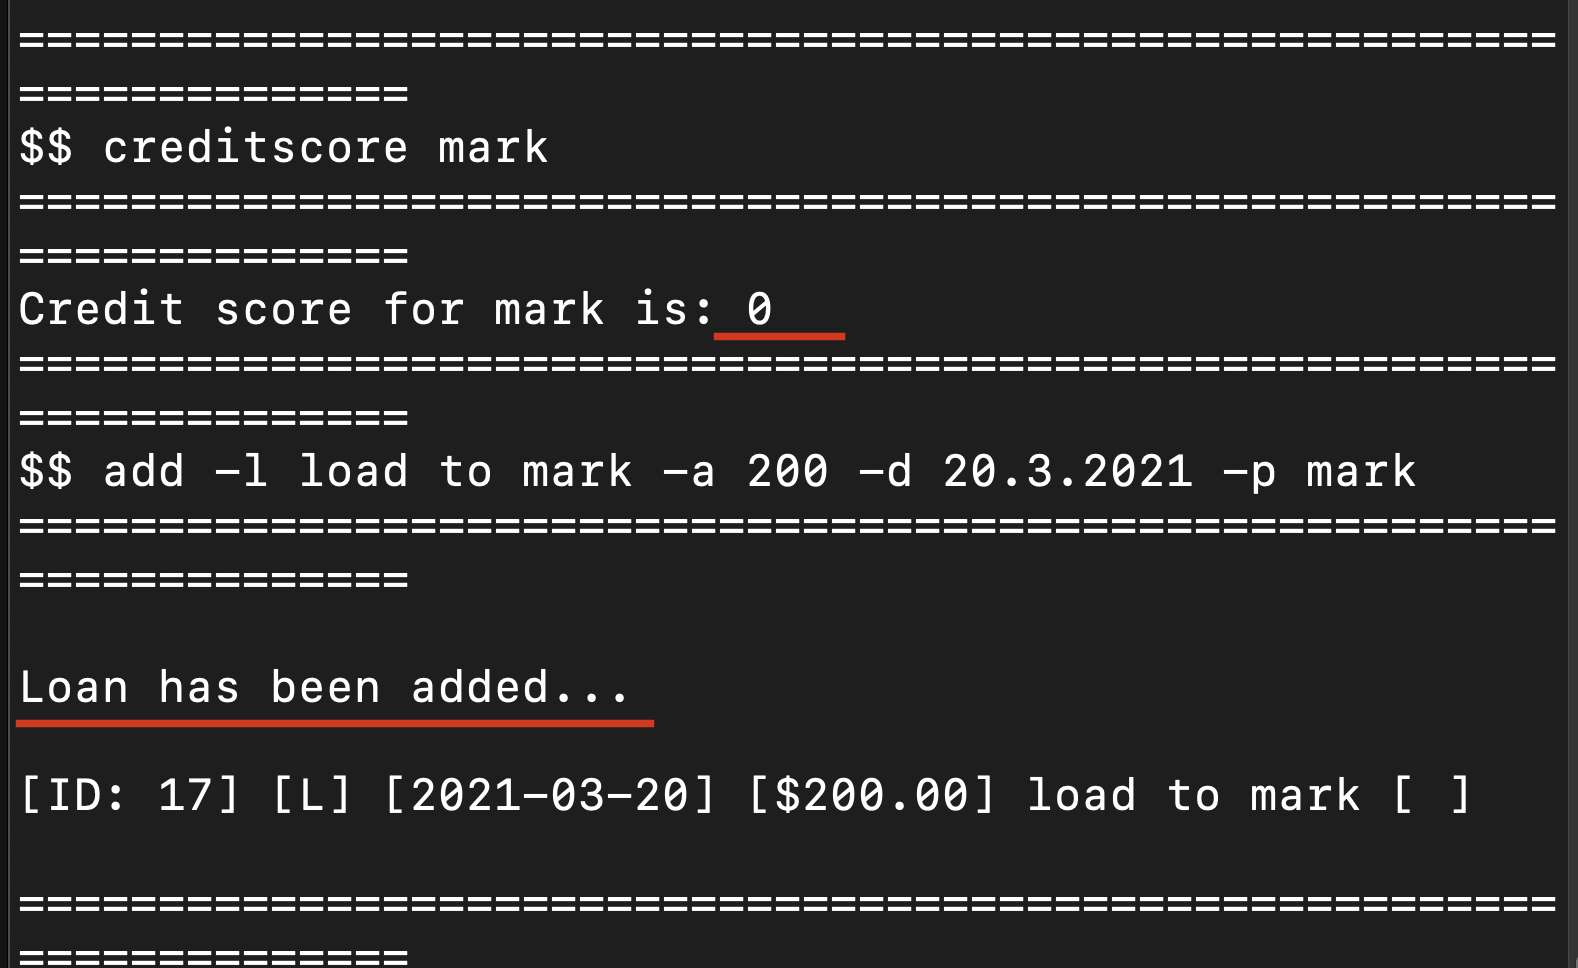 =======================================================
==============
$$ creditscore mark
=======================================================
==============
Credit score for mark is: 0
=======================================================
==============
$$ add -l load to mark -a 200 -d 20.3.2021 -p mark
=======================================================
==============
Loan has been added...
[ID: 17] [L] [2021-03-20] [$200.00] load to mark [ ]
=======================================================
==============